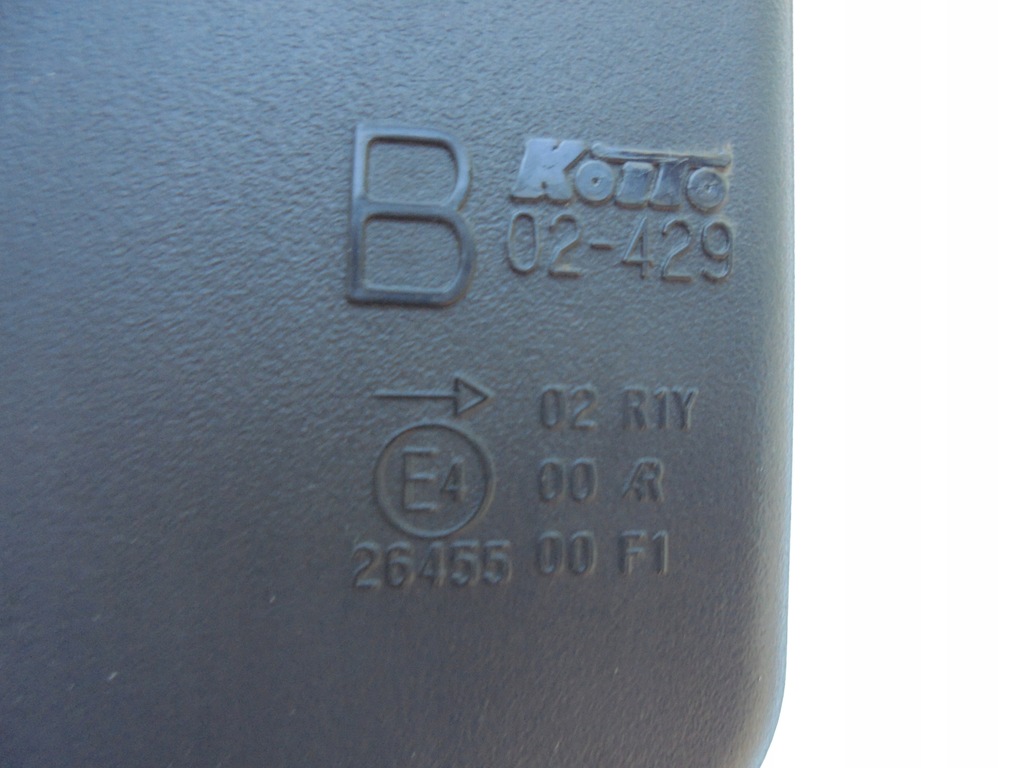 B
Koito
02-429
→ 02 R1Y
E4 00 AR
26455 00 F1